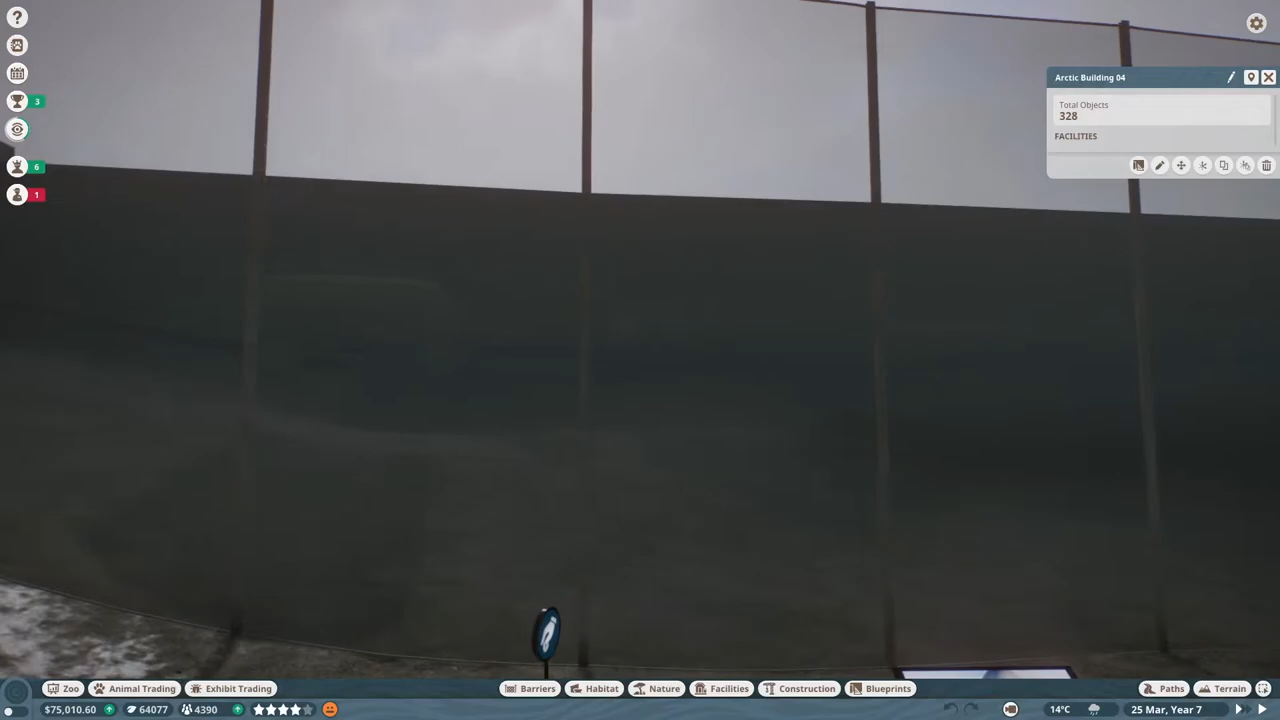 3
6
1
Arctic Building 04
Total Objects
328
FACILITIES
Zoo
Animal Trading
Exhibit Trading
Barriers
Habitat
Nature
Facilities
Construction
Blueprints
Paths
Terrain
$75,010.60
64077
4390
14°C
25 Mar, Year 7